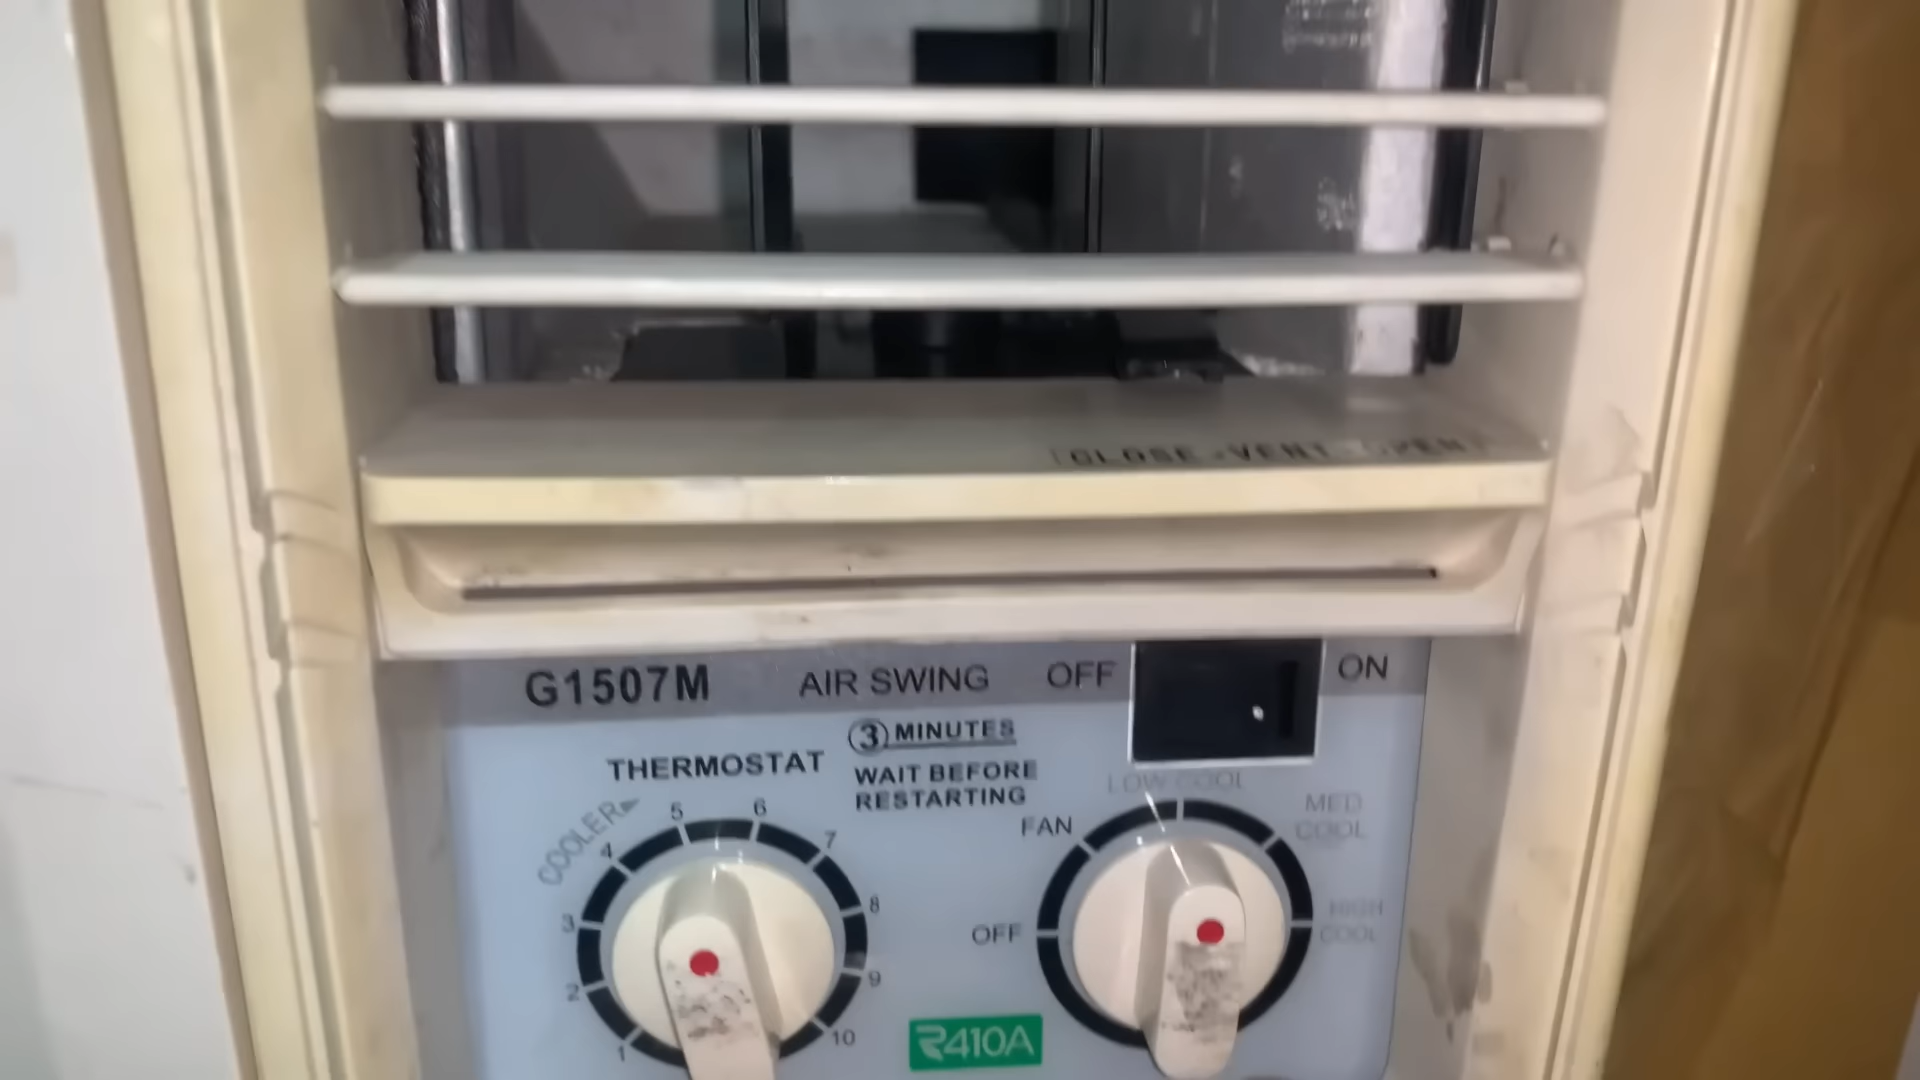 CLOSE VENT OPEN
G1507M AIR SWING OFF ON
3 MINUTES
WAIT BEFORE
RESTARTING
THERMOSTAT
COOLER
1 2 3 4 5 6 7 8 9 10
OFF
FAN
LOW COOL
MED
COOL
HIGH
COOL
R410A